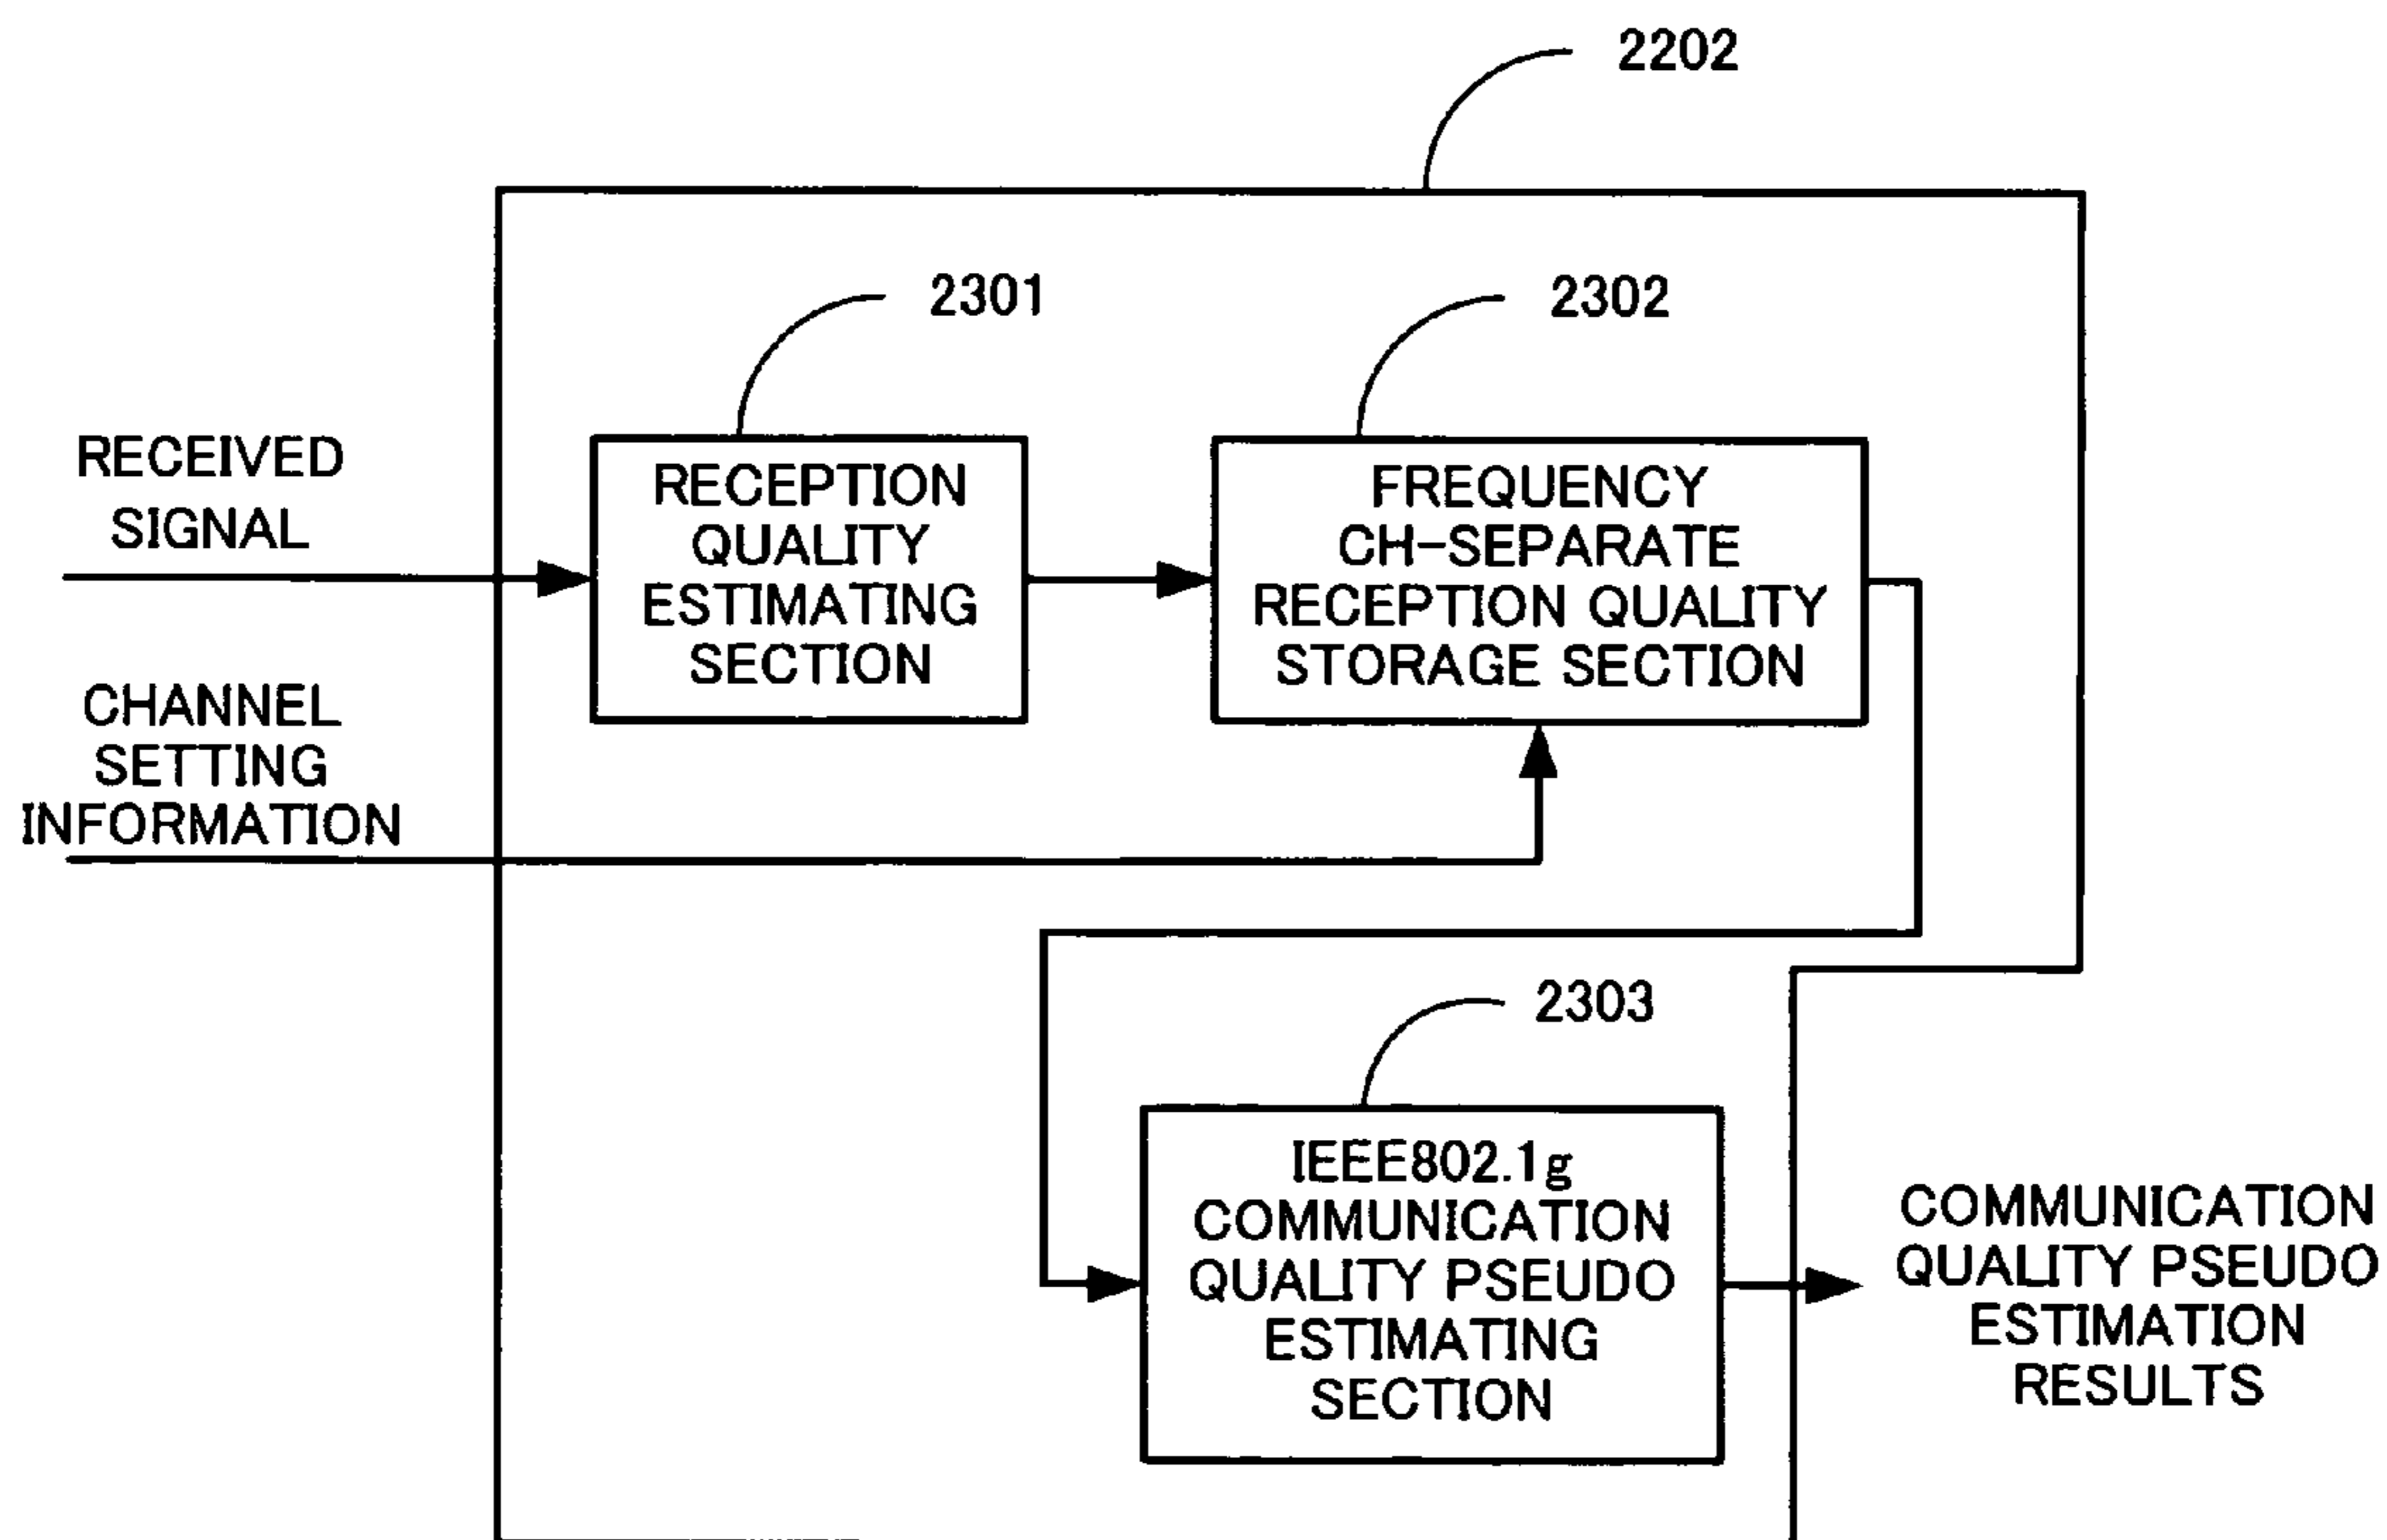 2202
2301
2302
RECEIVED
SIGNAL
RECEPTION
QUALITY
ESTIMATING
SECTION
FREQUENCY
CH-SEPARATE
RECEPTION QUALITY
STORAGE SECTION
CHANNEL
SETTING
INFORMATION
2303
IEEE802.1g
COMMUNICATION
QUALITY PSEUDO
ESTIMATING
SECTION
COMMUNICATION
QUALITY PSEUDO
ESTIMATION
RESULTS